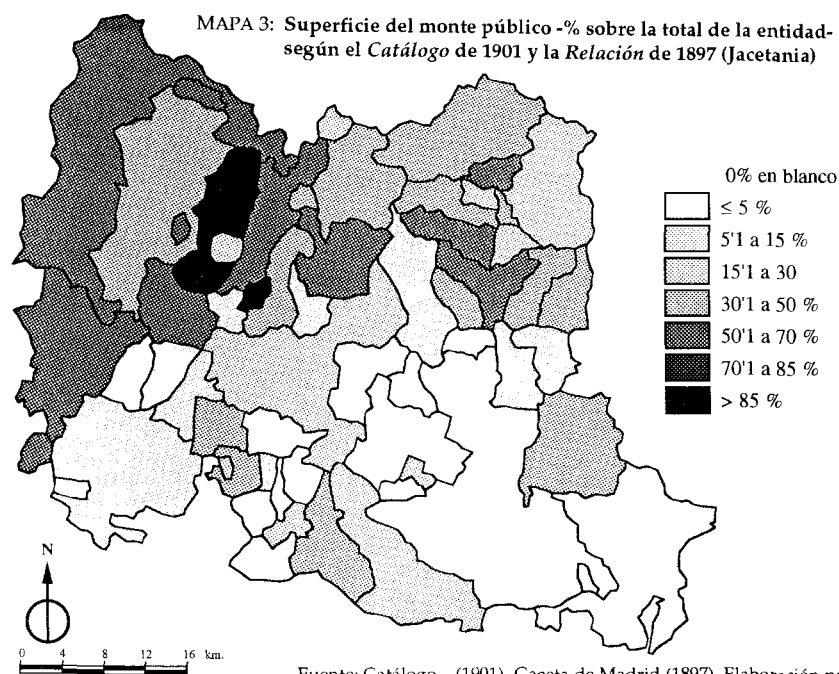 MAPA 3: Superficie del monte público -% sobre la total de la entidad-
según el Catálogo de 1901 y la Relación de 1897 (Jacetania)
0% en blanco
≤ 5 %
5'1 a 15 %
15'1 a 30
30'1 a 50 %
50'1 a 70 %
70'1 a 85 %
> 85 %
N
0 4 8 12 16 km.
Fuente: Catálogo... (1901), Gaceta de Madrid (1897). Elaboración